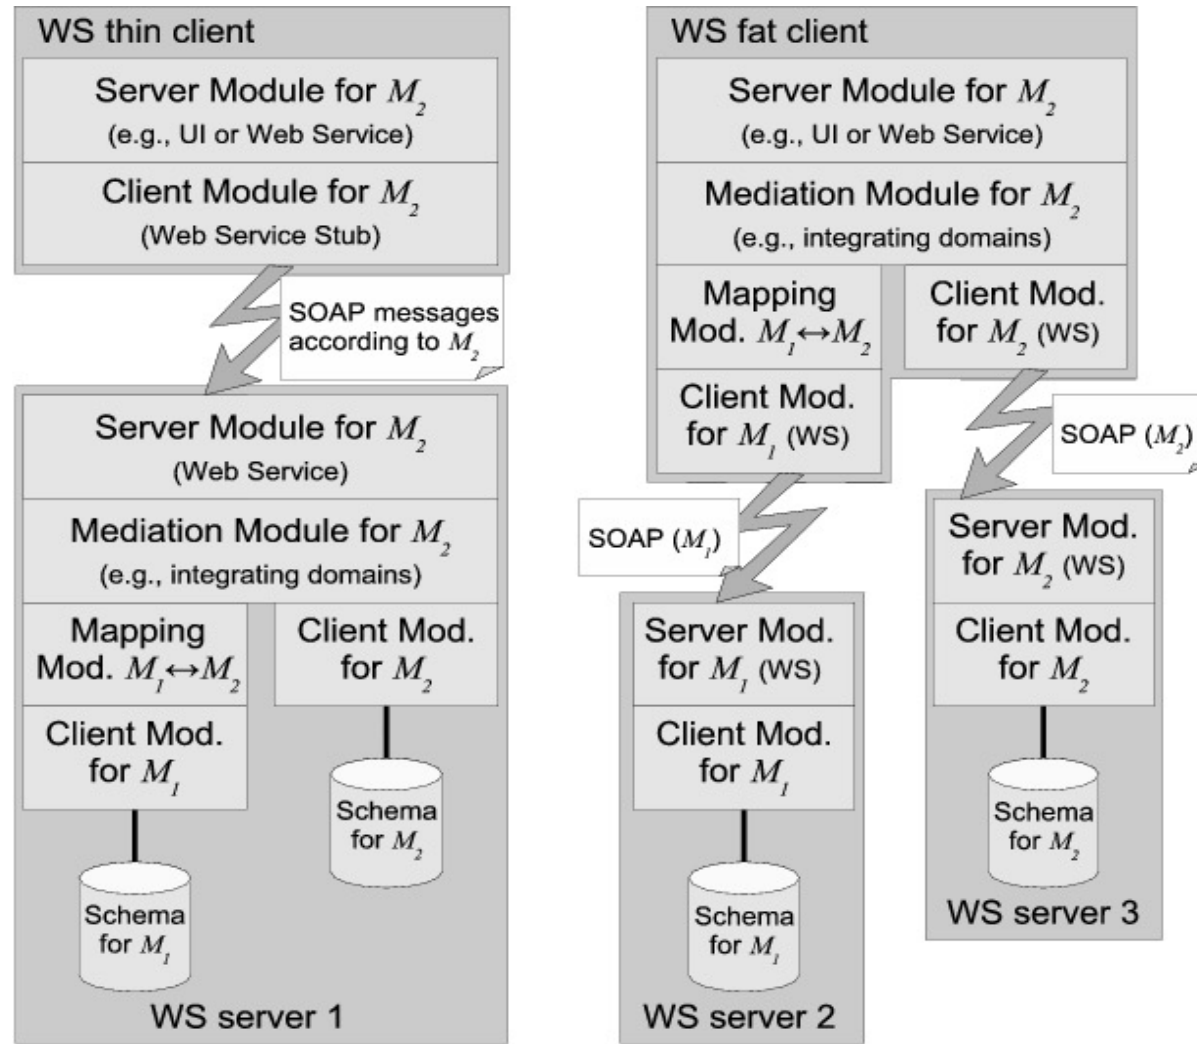 WS thin client
Server Module for M2
(e.g., UI or Web Service)
Client Module for M2
(Web Service Stub)
SOAP messages
according to M2
Server Module for M2
(Web Service)
Mediation Module for M2
(e.g., integrating domains)
Mapping
Mod. M1↔M2
Client Mod.
for M2
Client Mod.
for M1
Schema
for M2
Schema
for M1
WS server 1
WS fat client
Server Module for M2
(e.g., UI or Web Service)
Mediation Module for M2
(e.g., integrating domains)
Mapping
Mod. M1↔M2
Client Mod.
for M2 (WS)
Client Mod.
for M1 (WS)
SOAP (M2)
SOAP (M1)
Server Mod.
for M1 (WS)
Client Mod.
for M1
Schema
for M1
WS server 2
Server Mod.
for M2 (WS)
Client Mod.
for M2
Schema
for M2
WS server 3